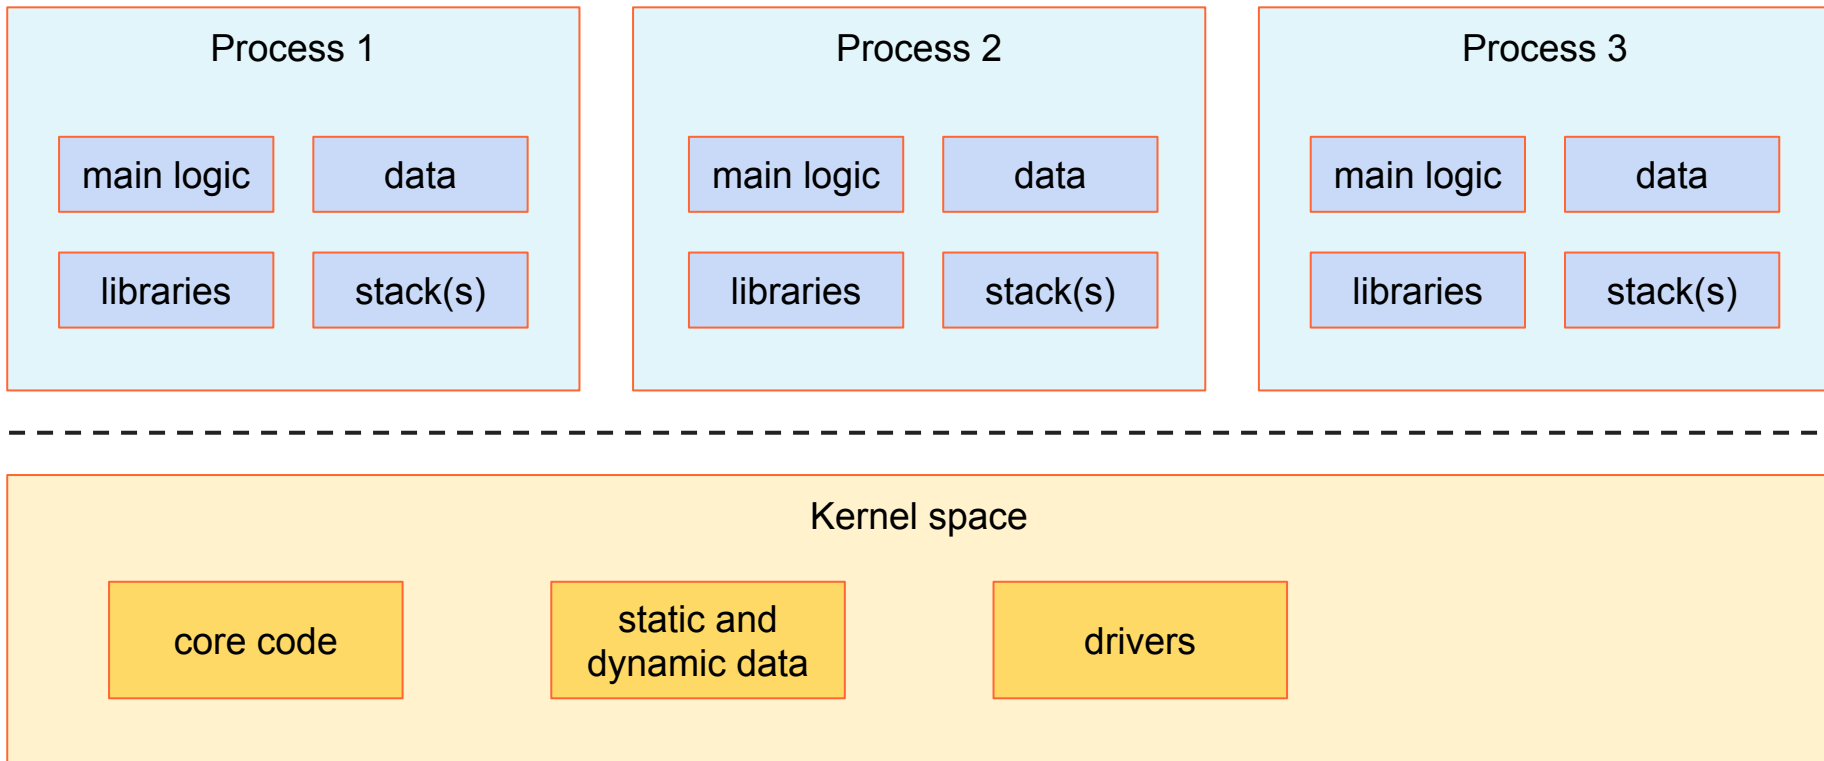 Process 1
main logic
data
libraries
stack(s)
Process 2
main logic
data
libraries
stack(s)
Process 3
main logic
data
libraries
stack(s)
Kernel space
core code
static and
dynamic data
drivers